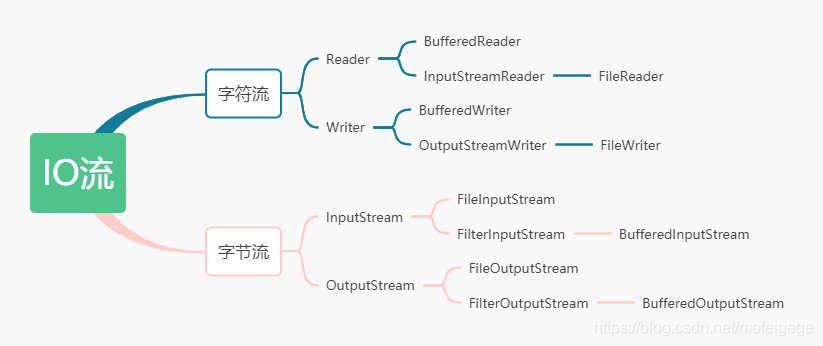 IO流
字符流
Reader
BufferedReader
InputStreamReader
FileReader
Writer
BufferedWriter
OutputStreamWriter
FileWriter
字节流
InputStream
FileInputStream
FilterInputStream
BufferedInputStream
OutputStream
FileOutputStream
FilterOutputStream
BufferedOutputStream
https://blog.csdn.net/mofeigege